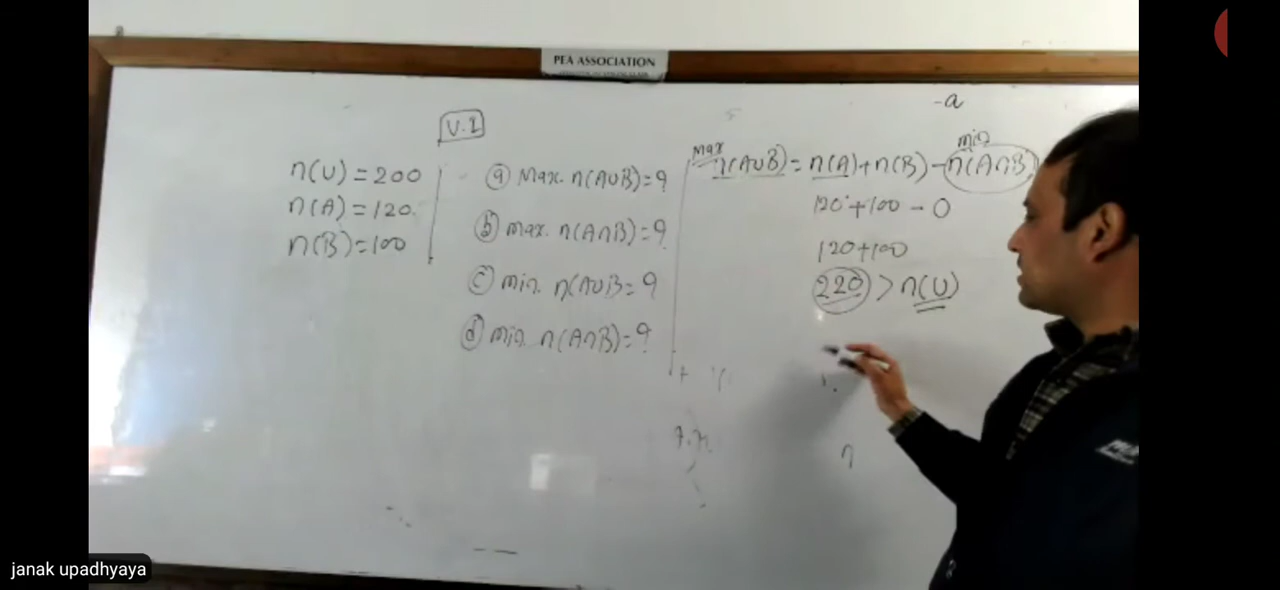 PEA ASSOCIATION
-a
V.I
n(U) = 200
n(A) = 120.
n(B) = 100
ⓐ Max. n(A∪B) = ?
ⓑ max. n(A∩B) = ?
ⓒ min. n(A∪B = ?
ⓓ min. n(A∩B) = ?
Max min
n(A∪B) = n(A) + n(B) - n(A∩B)
120 + 100 - 0
120 + 100
220 > n(U)
n
janak upadhyaya